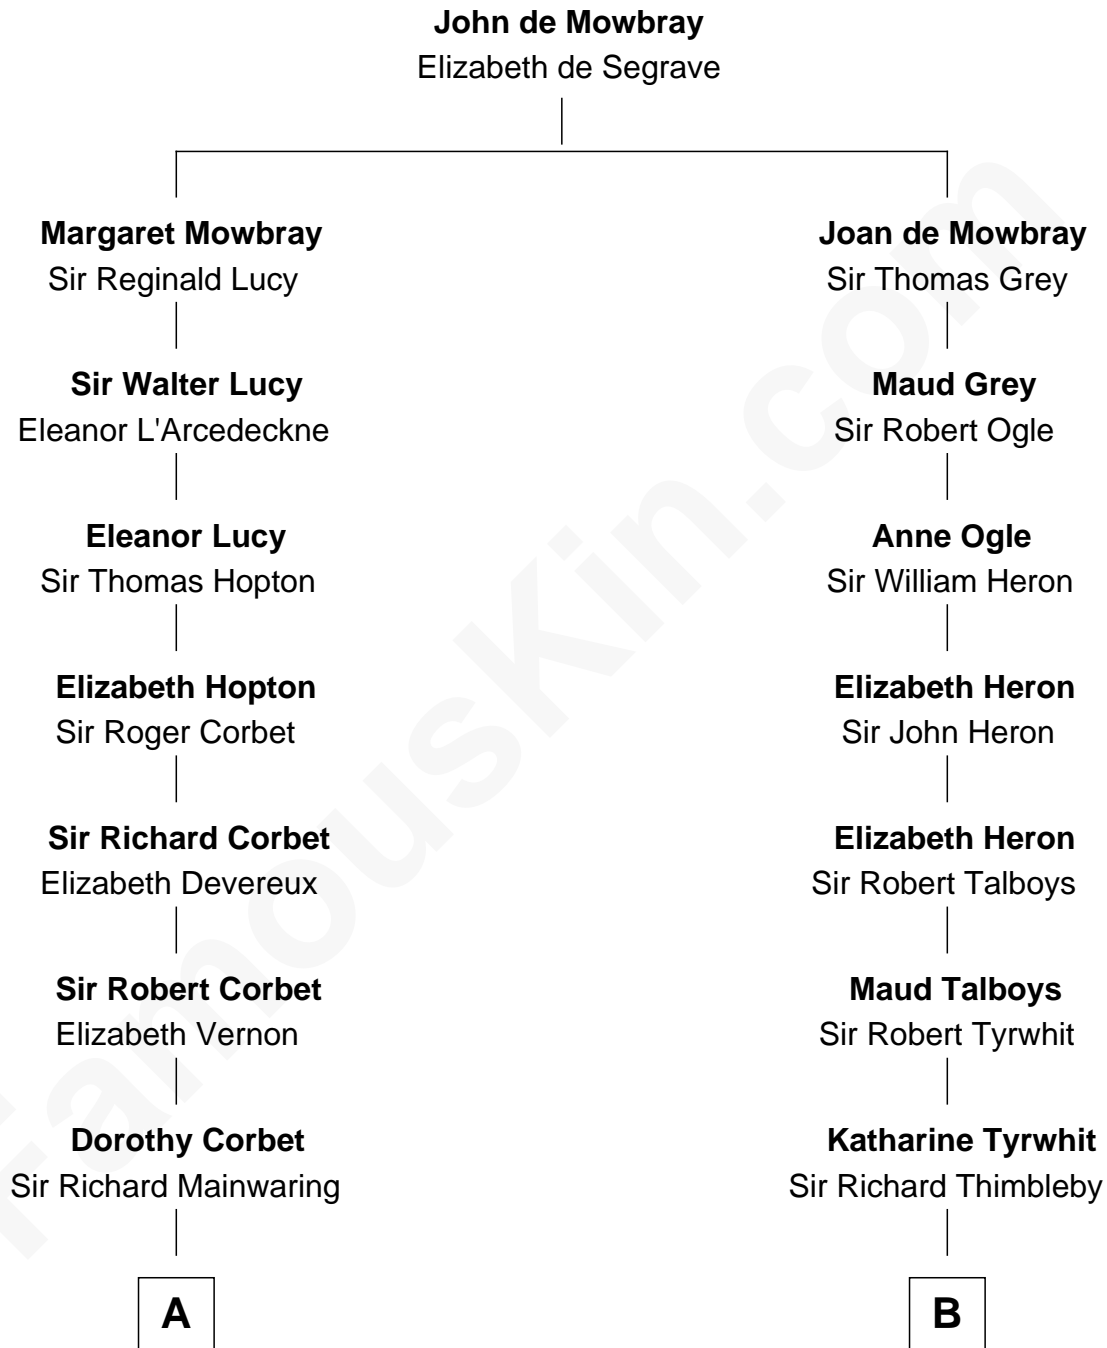 John de Mowbray
Elizabeth de Segrave
Margaret Mowbray
Sir Reginald Lucy
Joan de Mowbray
Sir Thomas Grey
Sir Walter Lucy
Eleanor L'Arcedeckne
Maud Grey
Sir Robert Ogle
Eleanor Lucy
Sir Thomas Hopton
Anne Ogle
Sir William Heron
Elizabeth Hopton
Sir Roger Corbet
Elizabeth Heron
Sir John Heron
Sir Richard Corbet
Elizabeth Devereux
Elizabeth Heron
Sir Robert Talboys
Sir Robert Corbet
Elizabeth Vernon
Maud Talboys
Sir Robert Tyrwhit
Dorothy Corbet
Sir Richard Mainwaring
Katharine Tyrwhit
Sir Richard Thimbleby
A
B
FamousKin.com